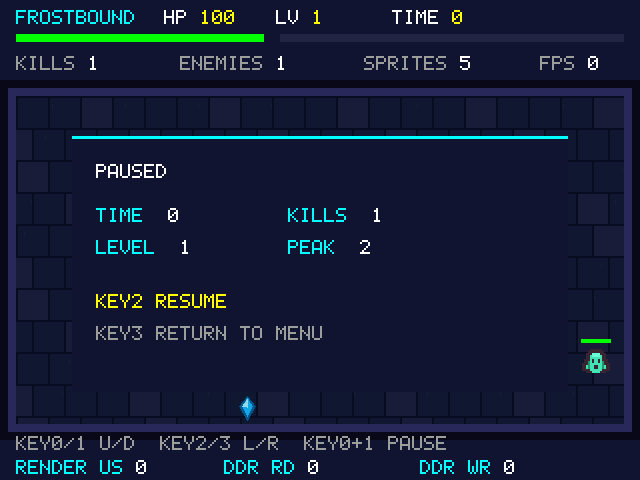 FROSTBOUND HP 100 LV 1 TIME 0
KILLS 1 ENEMIES 1 SPRITES 5 FPS 0
PAUSED
TIME 0 KILLS 1
LEVEL 1 PEAK 2
KEY2 RESUME
KEY3 RETURN TO MENU
KEY0/1 U/D KEY2/3 L/R KEY0+1 PAUSE
RENDER US 0 DDR RD 0 DDR WR 0